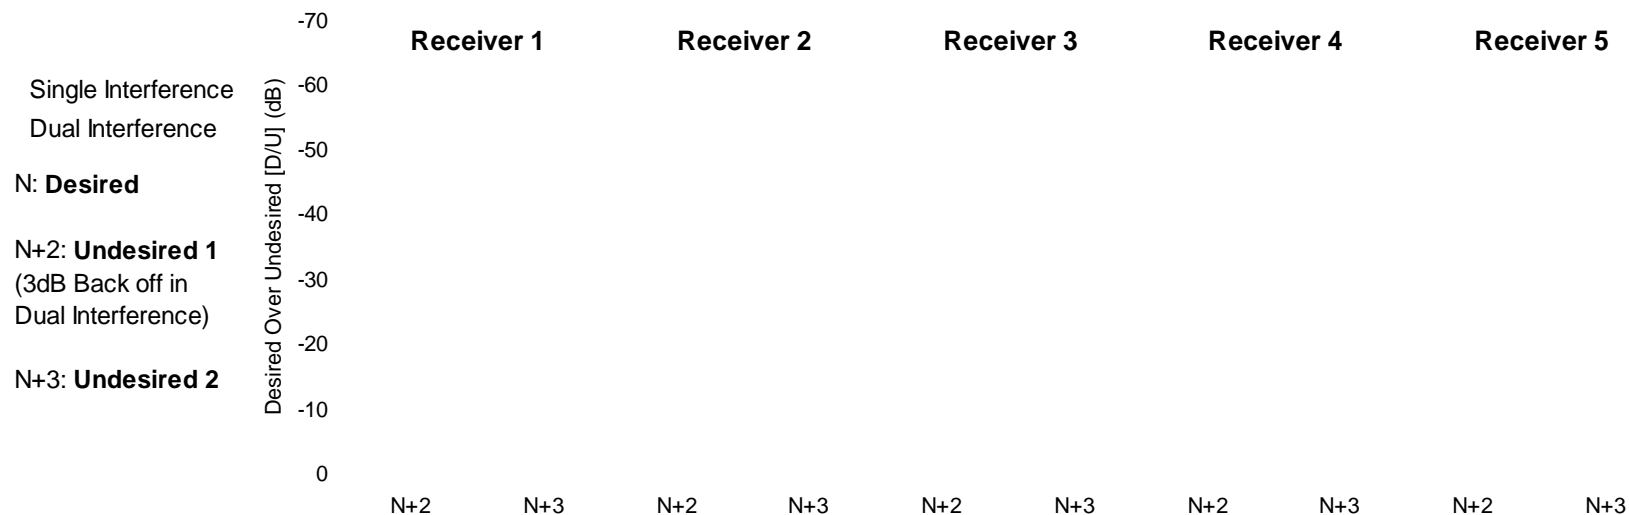 Single Interference
Dual Interference
N: Desired
N+2: Undesired 1
(3dB Back off in
Dual Interference)
N+3: Undesired 2
Desired Over Undesired [D/U] (dB)
-70
-60
-50
-40
-30
-20
-10
0
Receiver 1 Receiver 2 Receiver 3 Receiver 4 Receiver 5
N+2 N+3 N+2 N+3 N+2 N+3 N+2 N+3 N+2 N+3